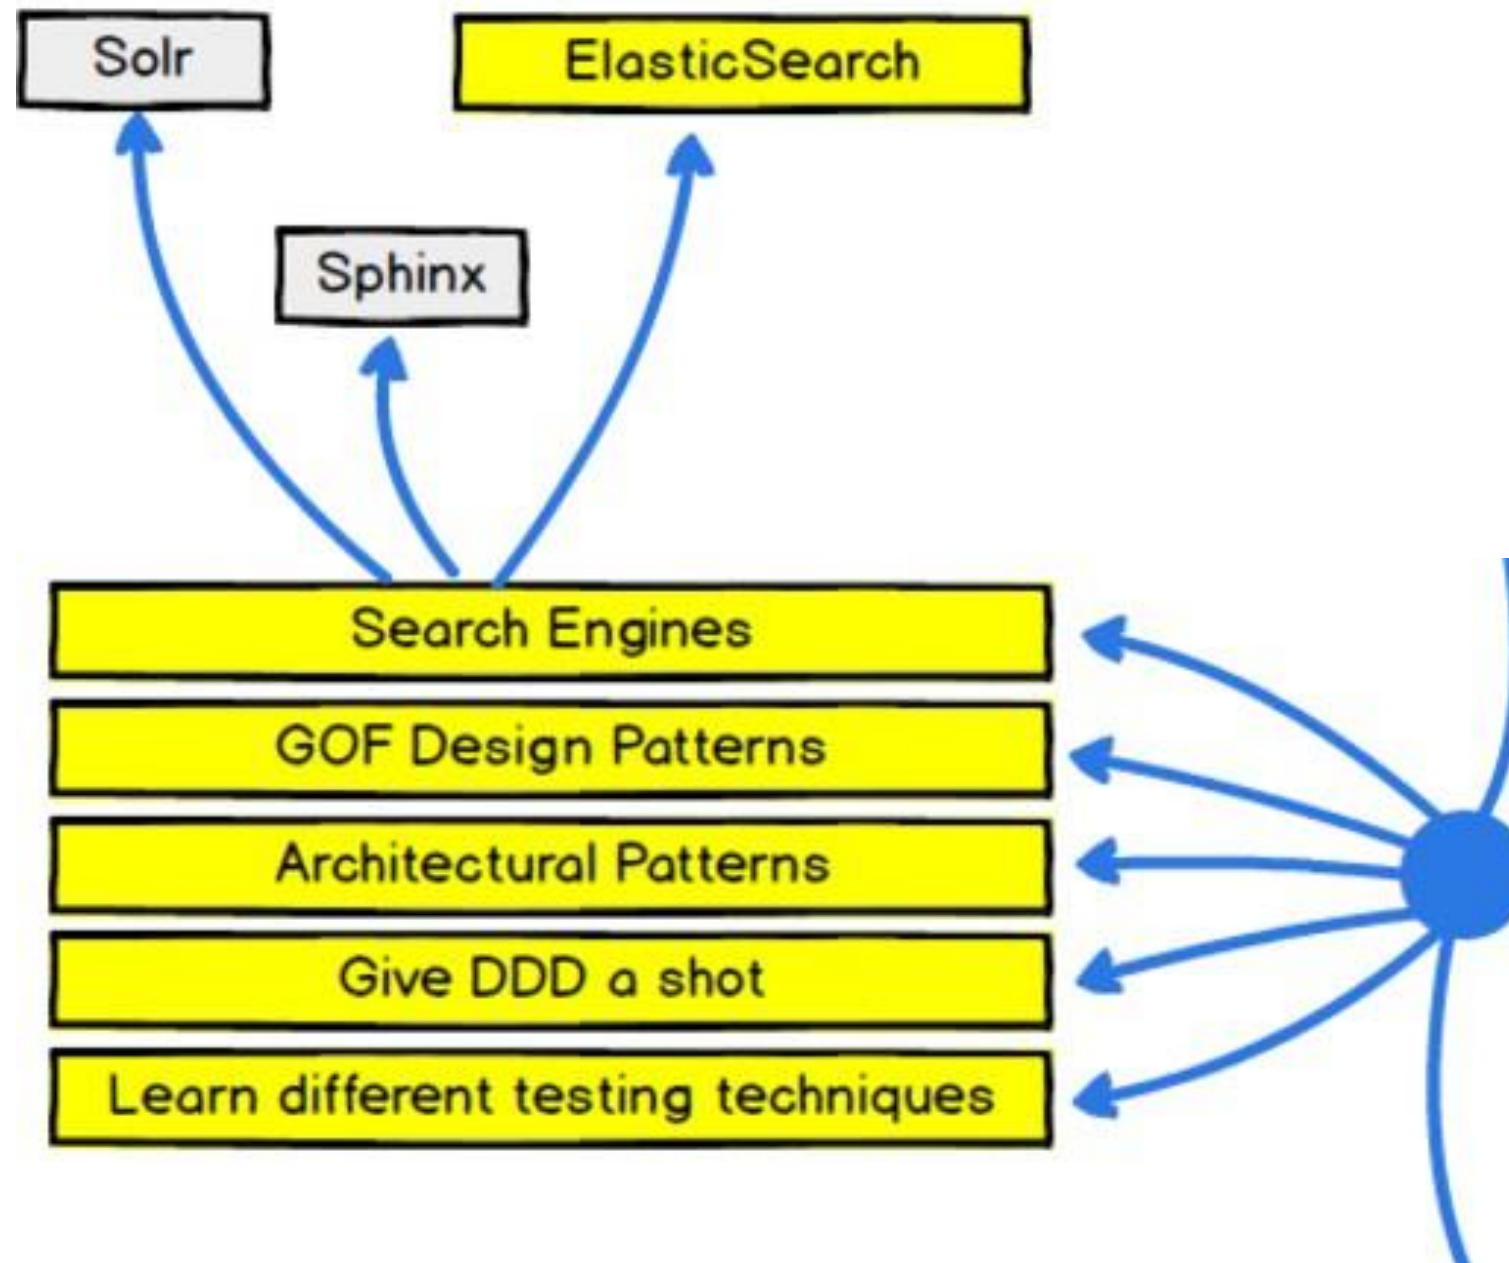 Solr
ElasticSearch
Sphinx
Search Engines
GOF Design Patterns
Architectural Patterns
Give DDD a shot
Learn different testing techniques